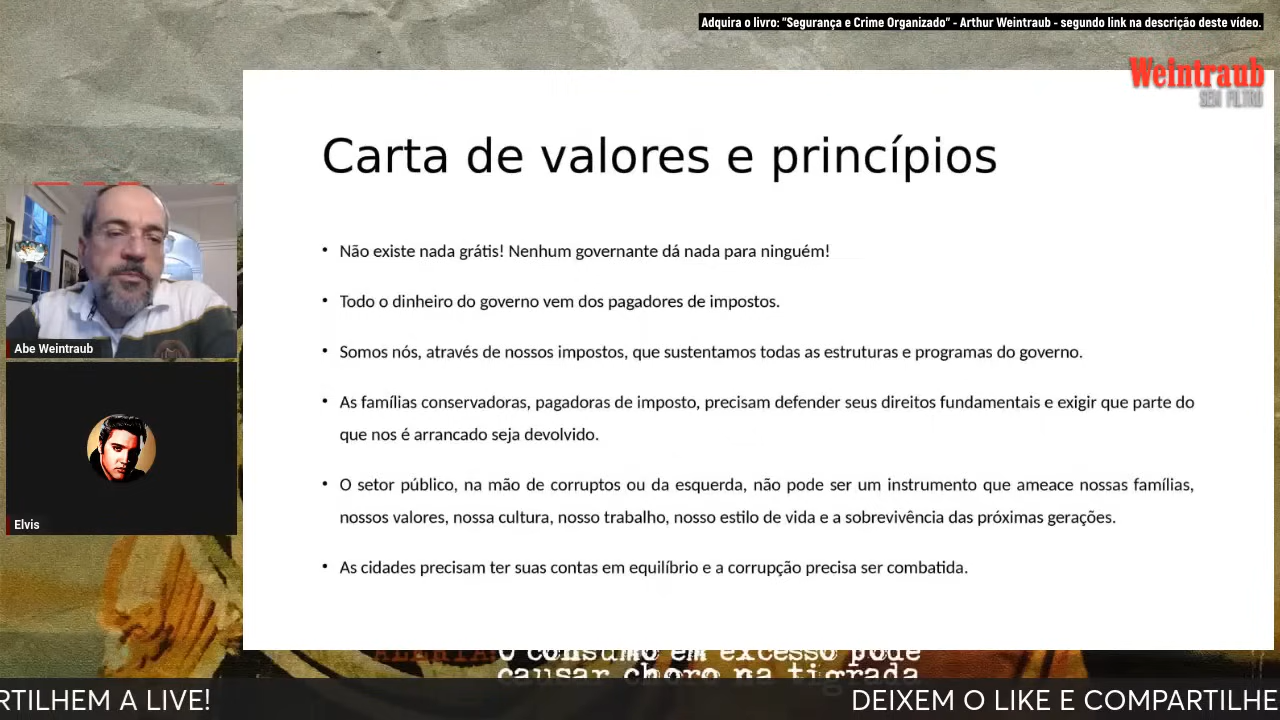 Adquira o livro: "Segurança e Crime Organizado" - Arthur Weintraub - segundo link na descrição deste vídeo.
Weintraub
SEM FILTRO
Carta de valores e princípios
• Não existe nada grátis! Nenhum governante dá nada para ninguém!
• Todo o dinheiro do governo vem dos pagadores de impostos.
• Somos nós, através de nossos impostos, que sustentamos todas as estruturas e programas do governo.
• As famílias conservadoras, pagadoras de imposto, precisam defender seus direitos fundamentais e exigir que parte do
que nos é arrancado seja devolvido.
• O setor público, na mão de corruptos ou da esquerda, não pode ser um instrumento que ameace nossas famílias,
nossos valores, nossa cultura, nosso trabalho, nosso estilo de vida e a sobrevivência das próximas gerações.
• As cidades precisam ter suas contas em equilíbrio e a corrupção precisa ser combatida.
Abe Weintraub
Elvis
ALERTA: O consumo em excesso pode
causar choro na tigrada
RTILHEM A LIVE!
DEIXEM O LIKE E COMPARTILHE